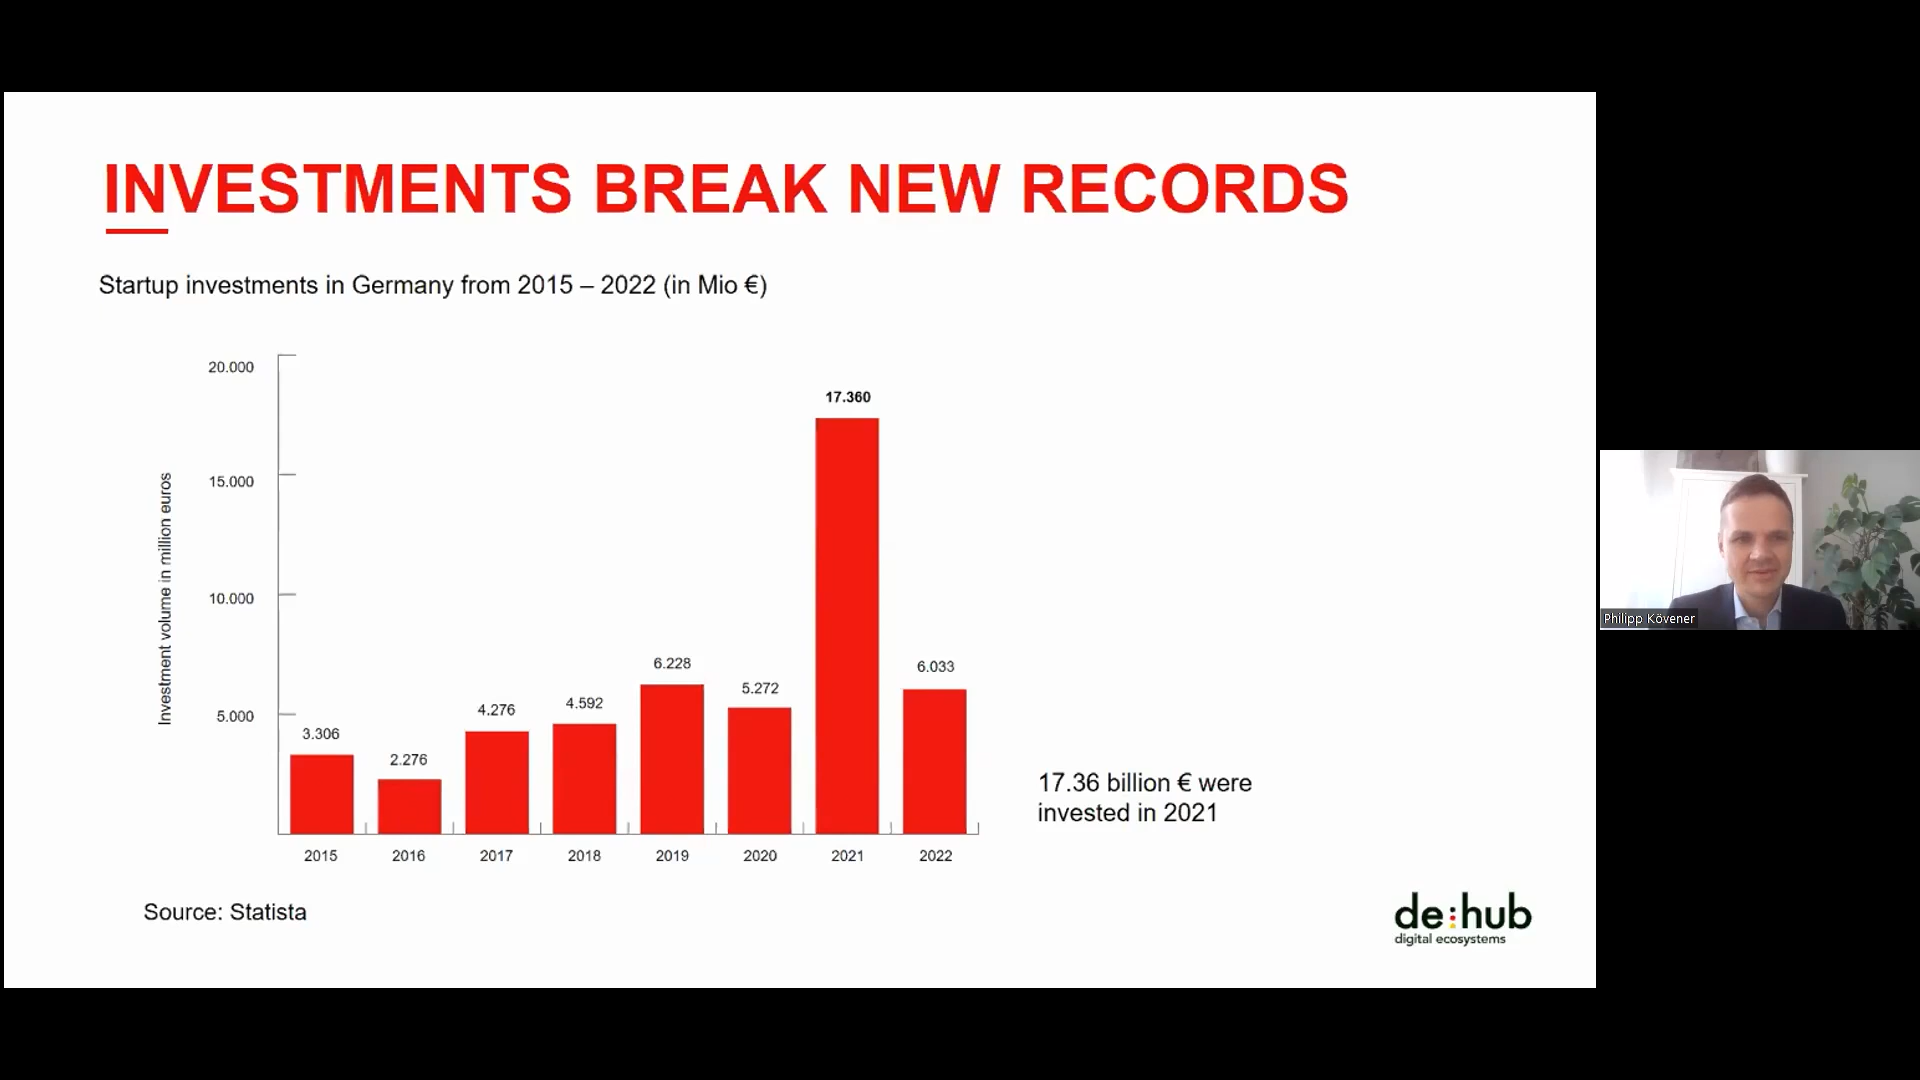 INVESTMENTS BREAK NEW RECORDS
Startup investments in Germany from 2015 – 2022 (in Mio €)
Investment volume in million euros
20.000
15.000
10.000
5.000
3.306
2.276
4.276
4.592
6.228
5.272
17.360
6.033
2015
2016
2017
2018
2019
2020
2021
2022
17.36 billion € were
invested in 2021
Source: Statista
de:hub
digital ecosystems
Philipp Kövener